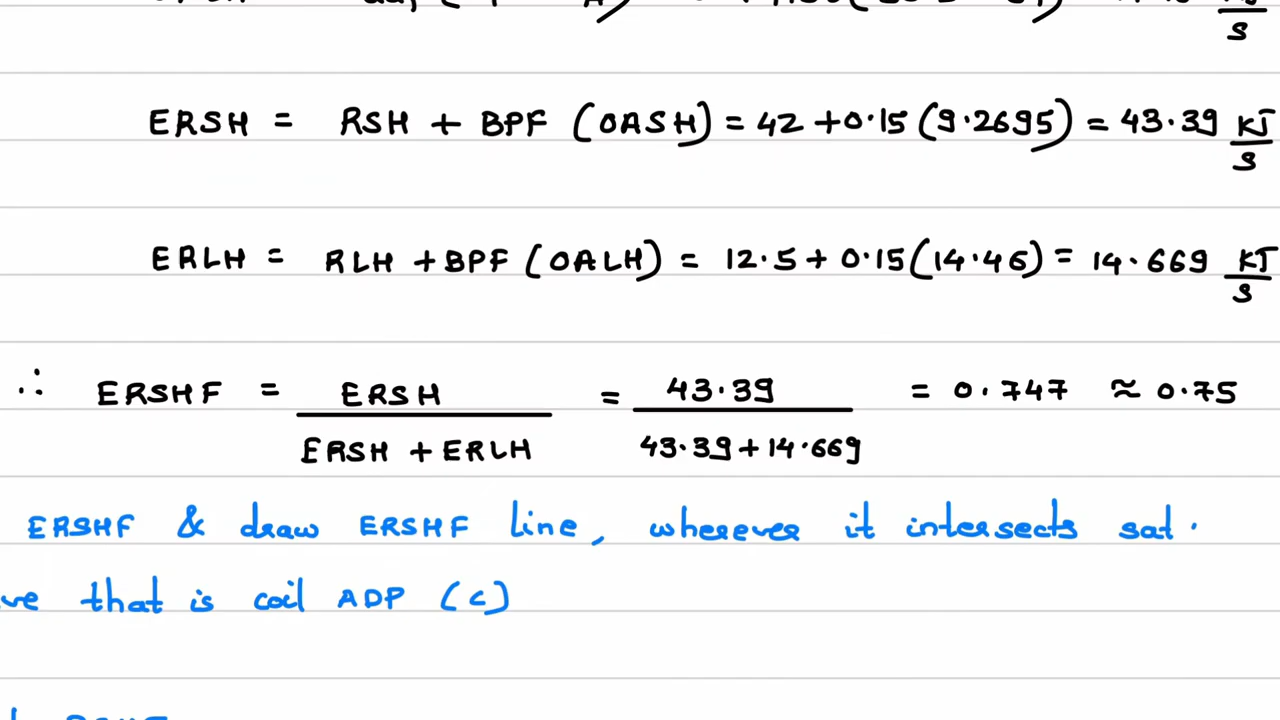 S
ERSH = RSH + BPF (OASH) = 42 + 0.15 (9.2695) = 43.39 KJ/S
ERLH = RLH + BPF (OALH) = 12.5 + 0.15 (14.46) = 14.669 KJ/S
∴ ERSHF = ERSH / ERSH + ERLH = 43.39 / 43.39 + 14.669 = 0.747 ≈ 0.75
ERSHF & draw ERSHF line, wherever it intersects sat.
ve that is coil ADP (C)